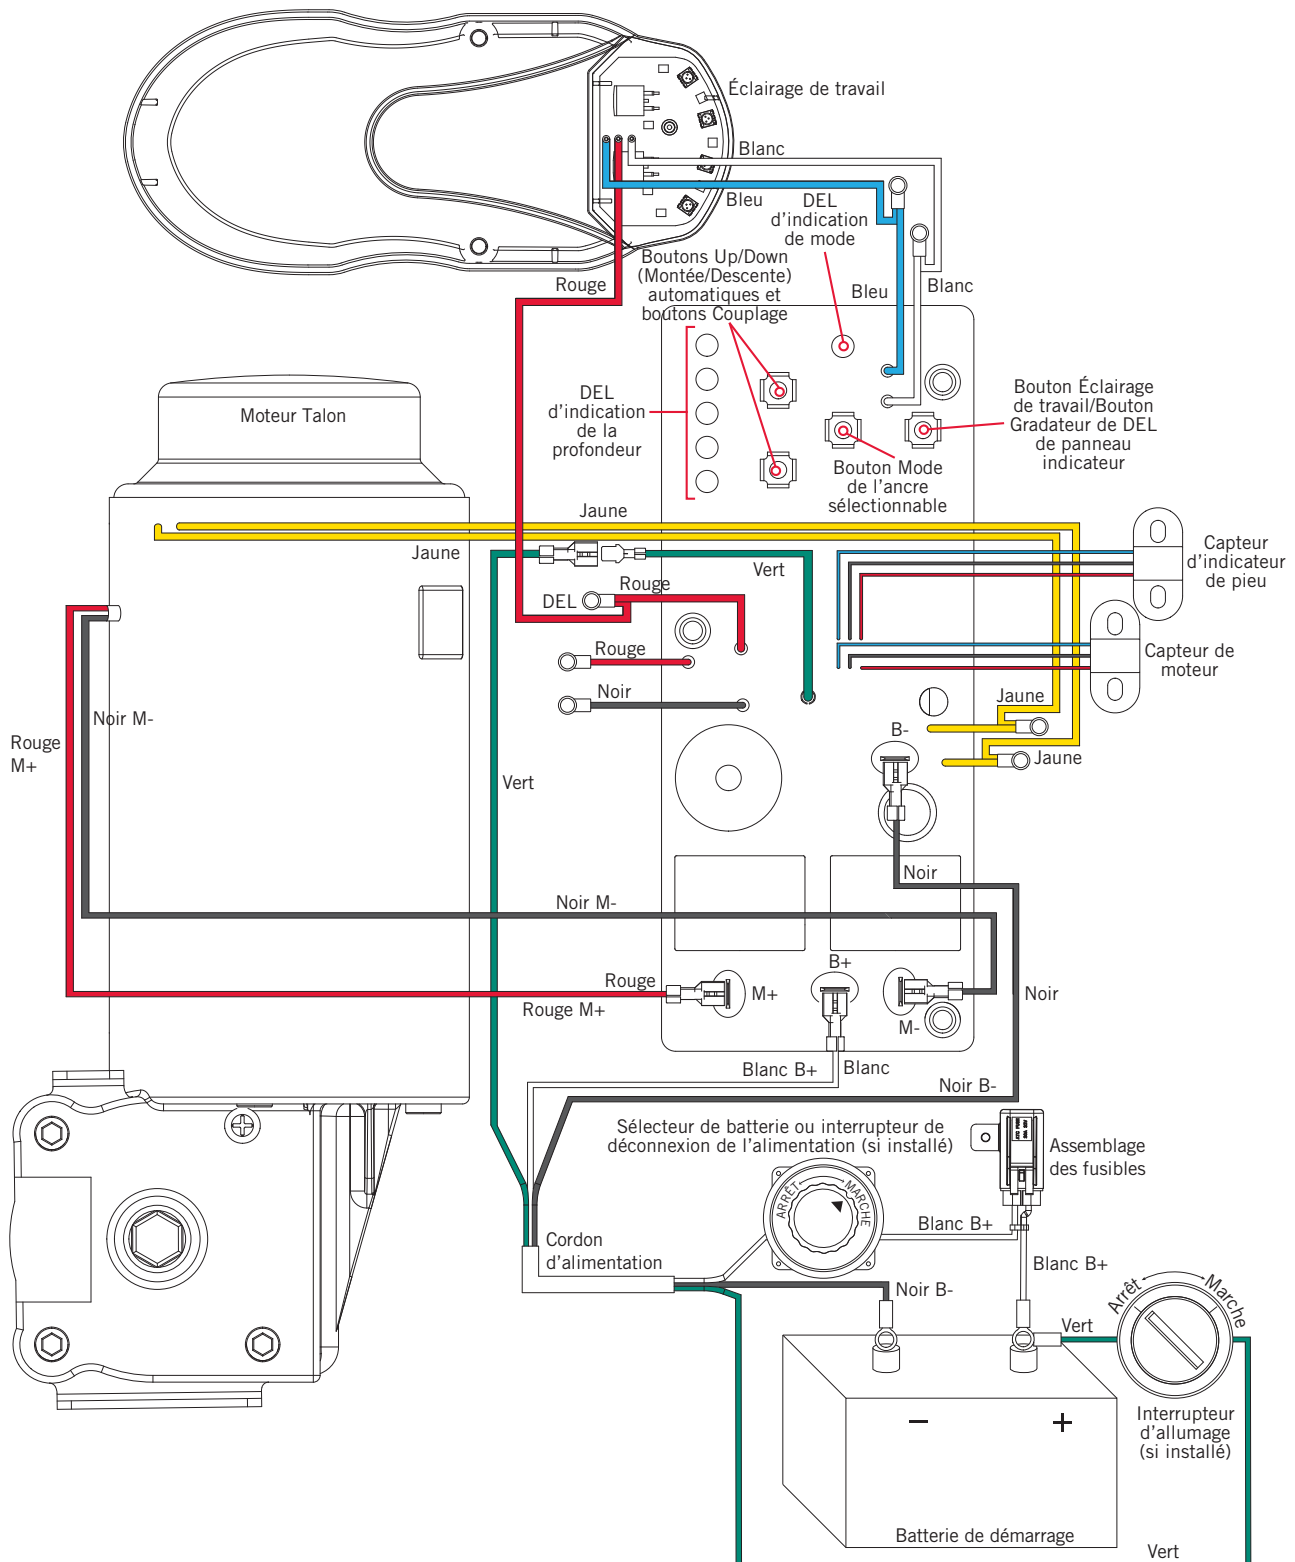 Éclairage de travail
Blanc
Bleu
DEL
d'indication
de mode
Boutons Up/Down
(Montée/Descente)
automatiques et
boutons Couplage
Rouge
Bleu
Blanc
Moteur Talon
DEL
d'indication
de la
profondeur
Bouton Éclairage
de travail/Bouton
Gradateur de DEL
de panneau
indicateur
Bouton Mode
de l'ancre
sélectionnable
Jaune
Jaune
Vert
Capteur
d'indicateur
de pieu
Rouge
DEL
Rouge
Capteur de
moteur
Noir
Jaune
Noir M-
Rouge
M+
B-
Jaune
Vert
Noir
Noir M-
B+
Rouge
M+
Noir
Rouge M+
M-
Blanc B+
Blanc
Noir B-
Sélecteur de batterie ou interrupteur de
déconnexion de l'alimentation (si installé)
Assemblage
des fusibles
ARRÊT
MARCHE
Blanc B+
Cordon
d'alimentation
Blanc B+
Noir B-
Arrêt
Marche
Vert
Interrupteur
d'allumage
(si installé)
−
+
Batterie de démarrage
Vert